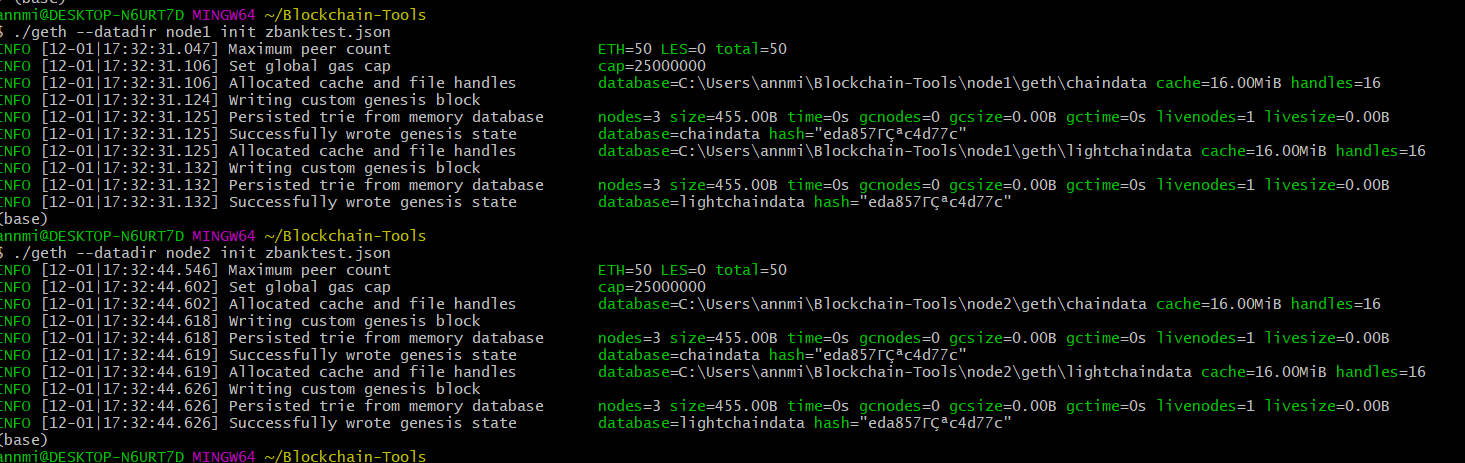 (base)
annmi@DESKTOP-N6URT7D MINGW64 ~/Blockchain-Tools
$ ./geth --datadir node1 init zbanktest.json
INFO [12-01|17:32:31.047] Maximum peer count ETH=50 LES=0 total=50
INFO [12-01|17:32:31.106] Set global gas cap cap=25000000
INFO [12-01|17:32:31.106] Allocated cache and file handles database=C:\Users\annmi\Blockchain-Tools\node1\geth\chaindata cache=16.00MiB handles=16
INFO [12-01|17:32:31.124] Writing custom genesis block
INFO [12-01|17:32:31.125] Persisted trie from memory database nodes=3 size=455.00B time=0s gcnodes=0 gcsize=0.00B gctime=0s livenodes=1 livesize=0.00B
INFO [12-01|17:32:31.125] Successfully wrote genesis state database=chaindata hash="eda857ΓÇªc4d77c"
INFO [12-01|17:32:31.125] Allocated cache and file handles database=C:\Users\annmi\Blockchain-Tools\node1\geth\lightchaindata cache=16.00MiB handles=16
INFO [12-01|17:32:31.132] Writing custom genesis block
INFO [12-01|17:32:31.132] Persisted trie from memory database nodes=3 size=455.00B time=0s gcnodes=0 gcsize=0.00B gctime=0s livenodes=1 livesize=0.00B
INFO [12-01|17:32:31.132] Successfully wrote genesis state database=lightchaindata hash="eda857ΓÇªc4d77c"
(base)
annmi@DESKTOP-N6URT7D MINGW64 ~/Blockchain-Tools
$ ./geth --datadir node2 init zbanktest.json
INFO [12-01|17:32:44.546] Maximum peer count ETH=50 LES=0 total=50
INFO [12-01|17:32:44.602] Set global gas cap cap=25000000
INFO [12-01|17:32:44.602] Allocated cache and file handles database=C:\Users\annmi\Blockchain-Tools\node2\geth\chaindata cache=16.00MiB handles=16
INFO [12-01|17:32:44.618] Writing custom genesis block
INFO [12-01|17:32:44.618] Persisted trie from memory database nodes=3 size=455.00B time=0s gcnodes=0 gcsize=0.00B gctime=0s livenodes=1 livesize=0.00B
INFO [12-01|17:32:44.619] Successfully wrote genesis state database=chaindata hash="eda857ΓÇªc4d77c"
INFO [12-01|17:32:44.619] Allocated cache and file handles database=C:\Users\annmi\Blockchain-Tools\node2\geth\lightchaindata cache=16.00MiB handles=16
INFO [12-01|17:32:44.626] Writing custom genesis block
INFO [12-01|17:32:44.626] Persisted trie from memory database nodes=3 size=455.00B time=0s gcnodes=0 gcsize=0.00B gctime=0s livenodes=1 livesize=0.00B
INFO [12-01|17:32:44.626] Successfully wrote genesis state database=lightchaindata hash="eda857ΓÇªc4d77c"
(base)
annmi@DESKTOP-N6URT7D MINGW64 ~/Blockchain-Tools